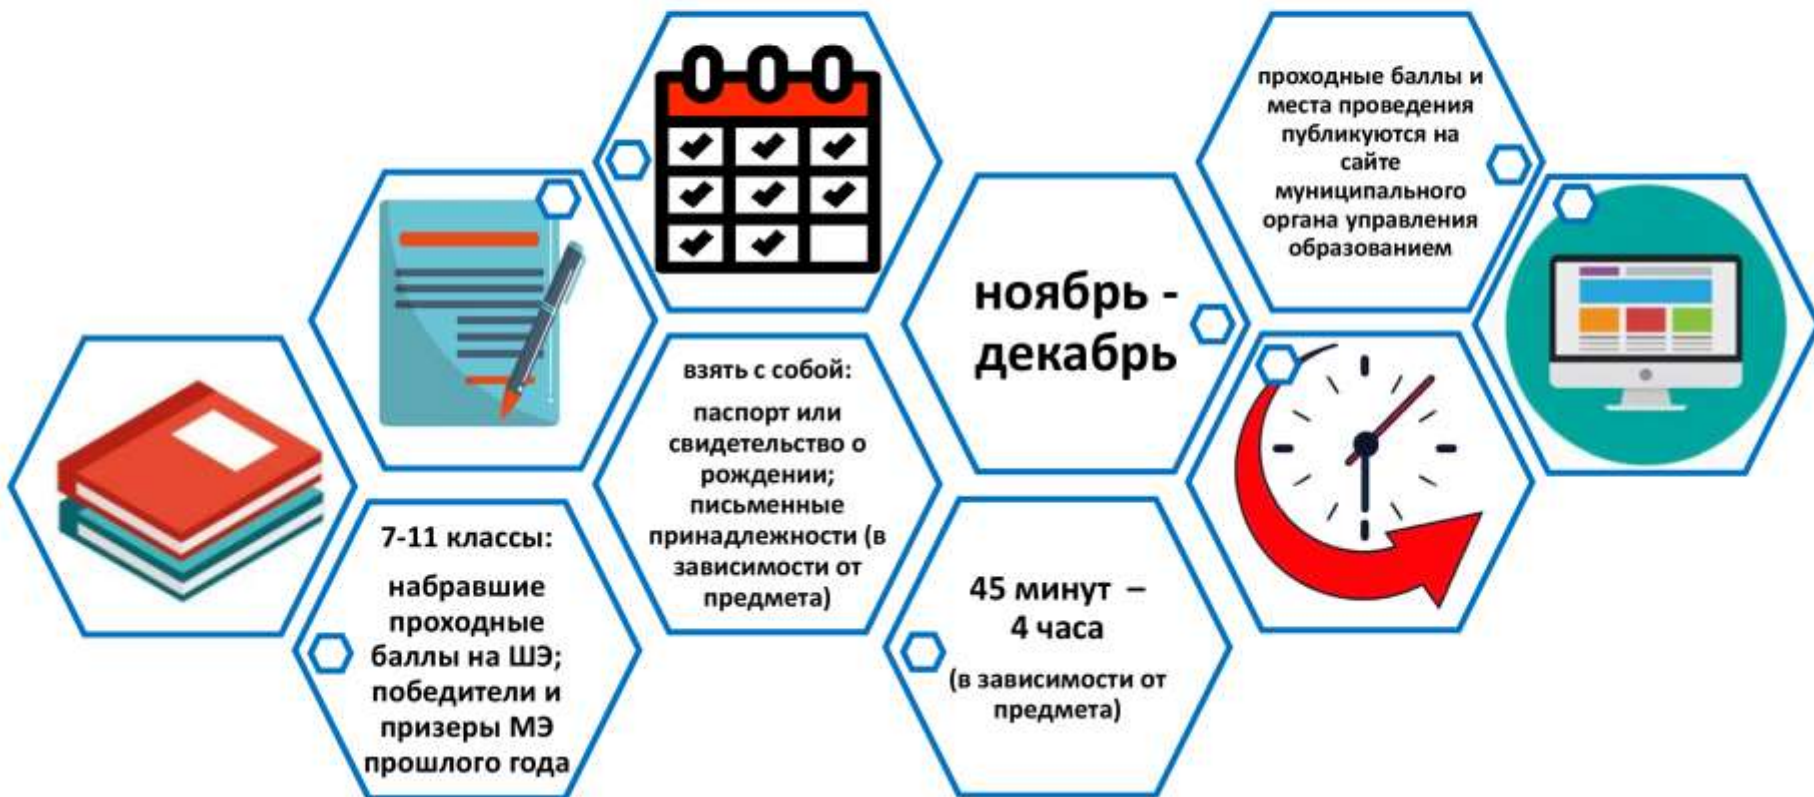 7-11 классы:
набравшие
проходные
баллы на ШЭ;
победители и
призеры МЭ
прошлого года
взять с собой:
паспорт или
свидетельство о
рождении;
письменные
принадлежности (в
зависимости от
предмета)
ноябрь -
декабрь
45 минут –
4 часа
(в зависимости от
предмета)
проходные баллы и
места проведения
публикуются на
сайте
муниципального
органа управления
образованием